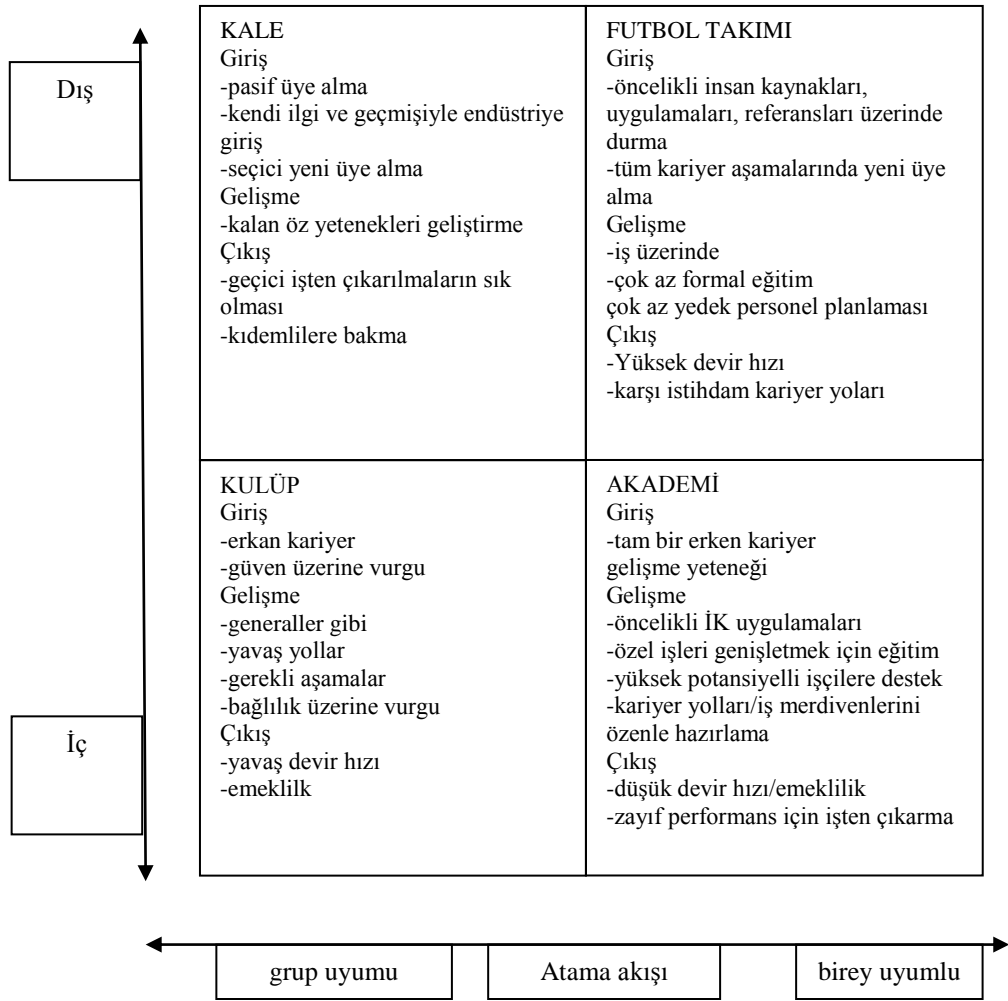 Dış
KALE
Giriş
-pasif üye alma
-kendi ilgi ve geçmişiyle endüstriye
giriş
-seçici yeni üye alma
Gelişme
-kalan öz yetenekleri geliştirme
Çıkış
-geçici işten çıkarılmaların sık
olması
-kıdemlilere bakma
FUTBOL TAKIMI
Giriş
-öncelikli insan kaynakları,
uygulamaları, referansları üzerinde
durma
-tüm kariyer aşamalarında yeni üye
alma
Gelişme
-iş üzerinde
-çok az formal eğitim
çok az yedek personel planlaması
Çıkış
-Yüksek devir hızı
-karşı istihdam kariyer yoları
İç
KULÜP
Giriş
-erkan kariyer
-güven üzerine vurgu
Gelişme
-generaller gibi
-yavaş yollar
-gerekli aşamalar
-bağlılık üzerine vurgu
Çıkış
-yavaş devir hızı
-emeklilk
AKADEMİ
Giriş
-tam bir erken kariyer
gelişme yeteneği
Gelişme
-öncelikli İK uygulamaları
-özel işleri genişletmek için eğitim
-yüksek potansiyelli işçilere destek
-kariyer yolları/iş merdivenlerini
özenle hazırlama
Çıkış
-düşük devir hızı/emeklilik
-zayıf performans için işten çıkarma
grup uyumu
Atama akışı
birey uyumlu